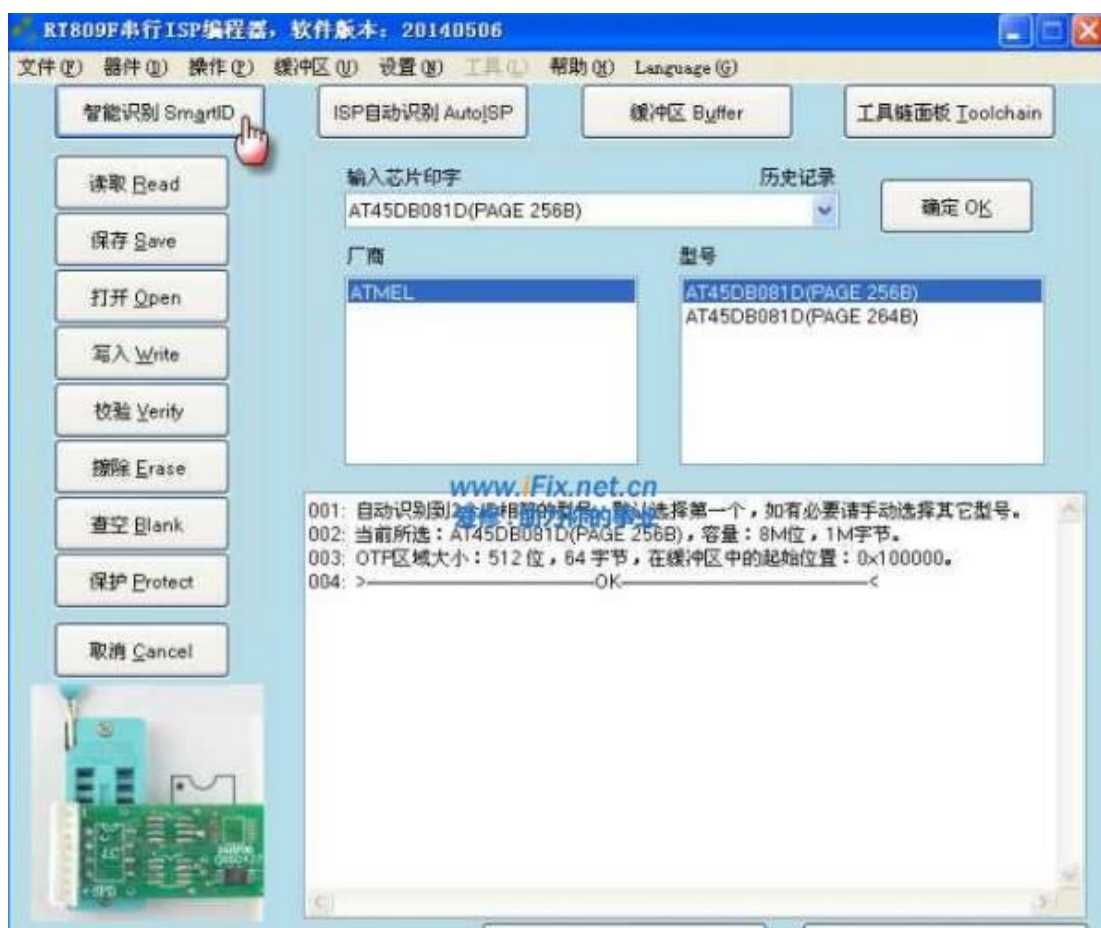 RT809F串行ISP编程器，软件版本：20140506
文件(F) 器件(D) 操作(P) 缓冲区(U) 设置(N) 工具(L) 帮助(H) Language(G)
智能识别 SmartID ISP自动识别 AutoISP 缓冲区 Buffer 工具链面板 Toolchain
读取 Read
保存 Save
打开 Open
写入 Write
校验 Verify
擦除 Erase
查空 Blank
保护 Protect
取消 Cancel
输入芯片印字 历史记录
AT45DB081D(PAGE 256B) 确定 OK
厂商 型号
ATMEL AT45DB081D(PAGE 256B)
AT45DB081D(PAGE 264B)
www.iFix.net.cn
爱修·助力你的事业
001: 自动识别到2个的型号，默认选择第一个，如有必要请手动选择其它型号。
002: 当前所选：AT45DB081D(PAGE 256B)，容量：8M位，1M字节。
003: OTP区域大小：512位，64字节，在缓冲区中的起始位置：0x100000。
004: >————————OK————————<